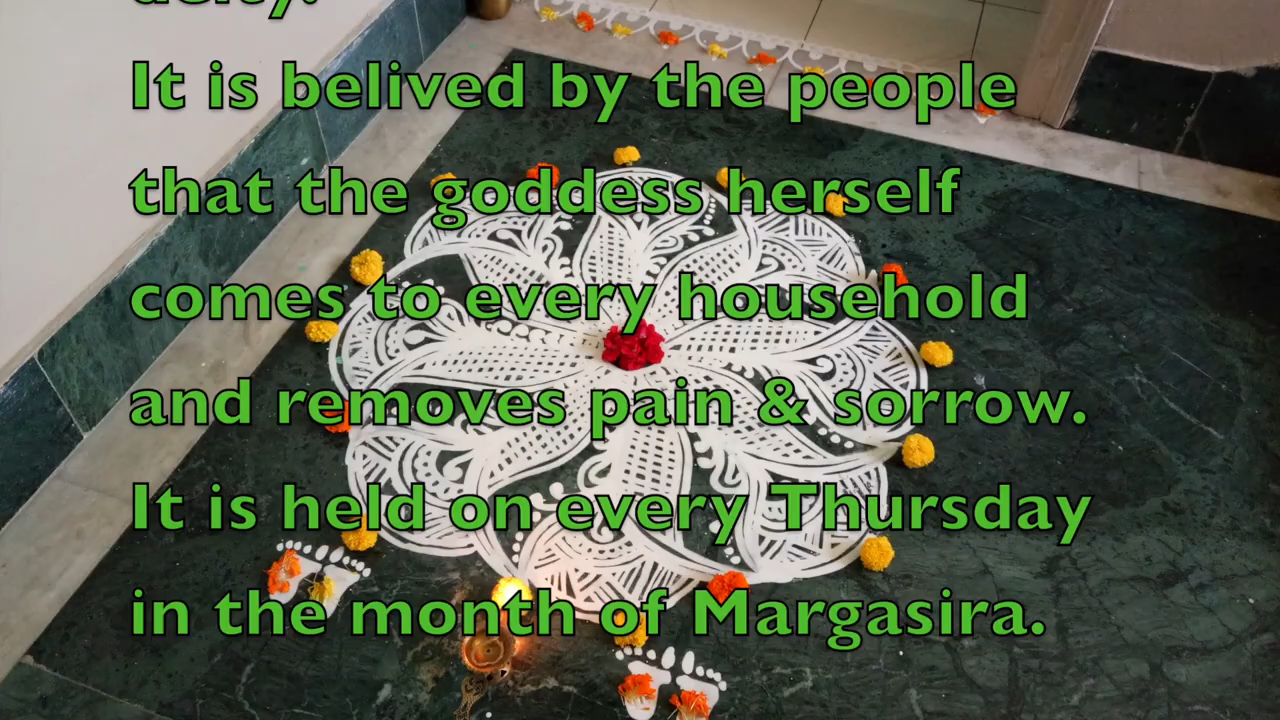 deity.
It is belived by the people
that the goddess herself
comes to every household
and removes pain & sorrow.
It is held on every Thursday
in the month of Margasira.